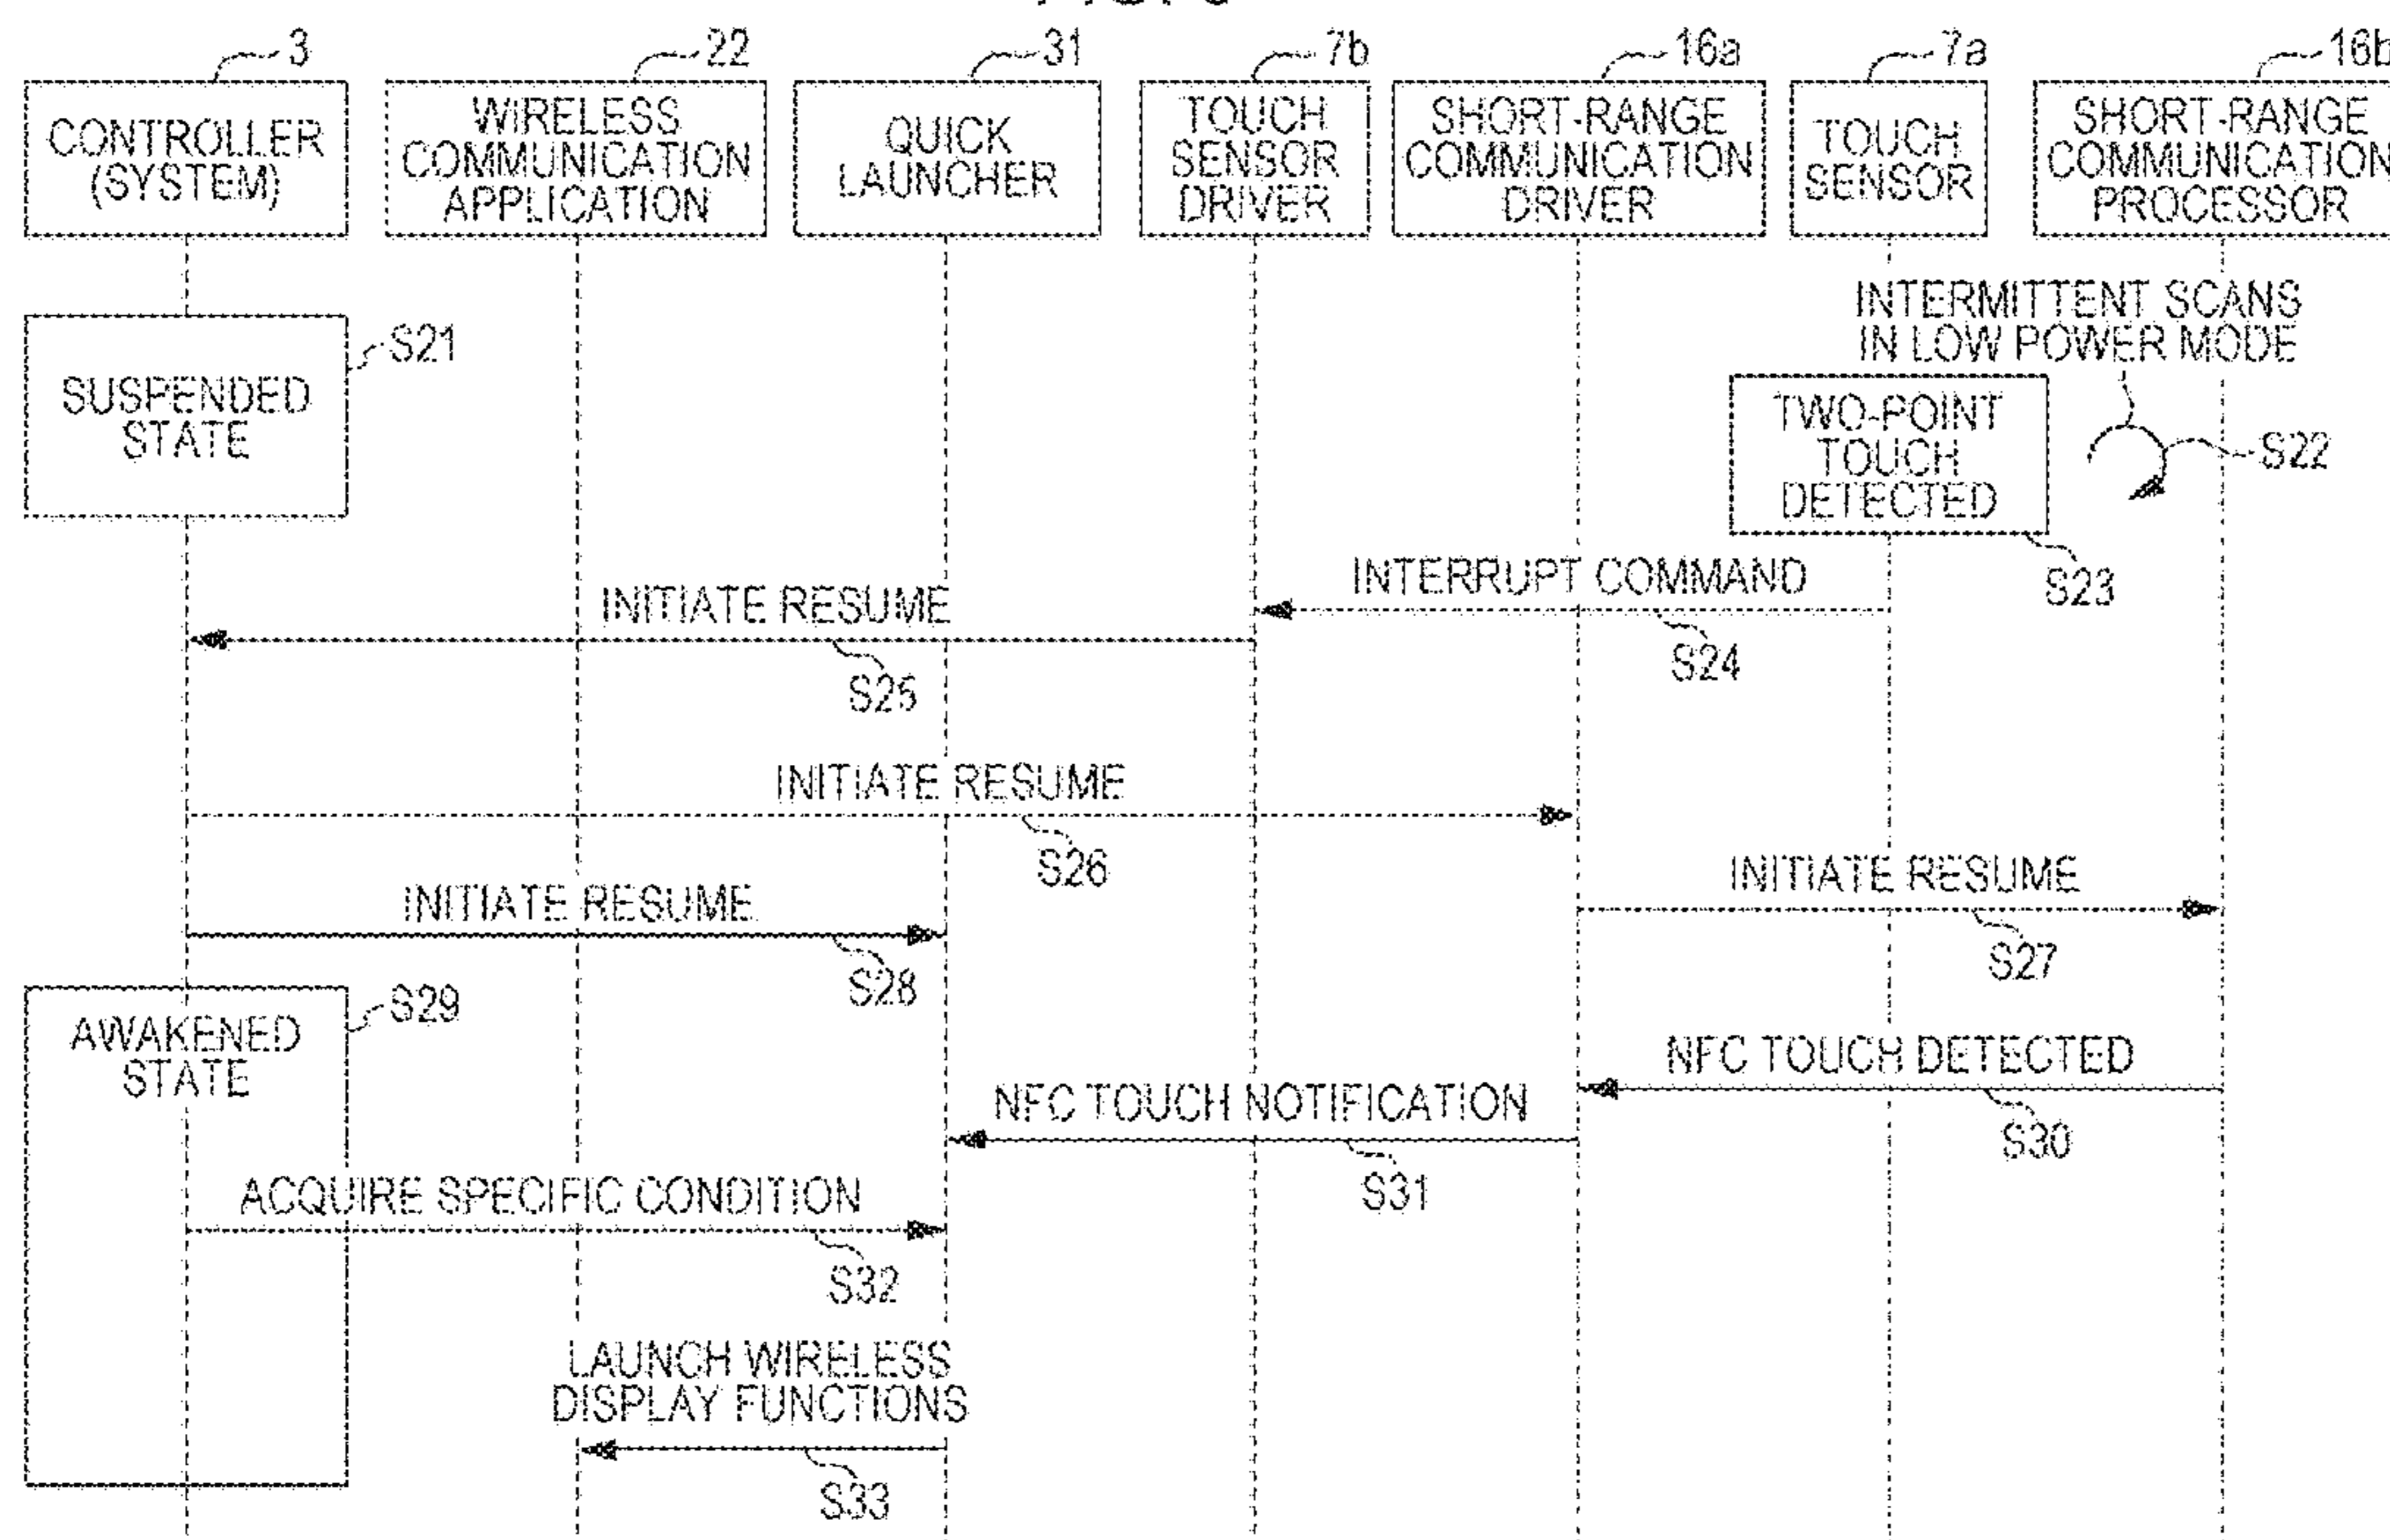 3
22
31
7b
16a
7a
16b
CONTROLLER
(SYSTEM)
WIRELESS
COMMUNICATION
APPLICATION
QUICK
LAUNCHER
TOUCH
SENSOR
DRIVER
SHORT-RANGE
COMMUNICATION
DRIVER
TOUCH
SENSOR
SHORT-RANGE
COMMUNICATION
PROCESSOR
INTERMITTENT SCANS
IN LOW POWER MODE
S21
SUSPENDED
STATE
TWO-POINT
TOUCH
DETECTED
S22
S23
INTERRUPT COMMAND
S24
INITIATE RESUME
S25
INITIATE RESUME
S26
INITIATE RESUME
S27
INITIATE RESUME
S28
S29
AWAKENED
STATE
NFC TOUCH DETECTED
S30
NFC TOUCH NOTIFICATION
S31
ACQUIRE SPECIFIC CONDITION
S32
LAUNCH WIRELESS
DISPLAY FUNCTIONS
S33